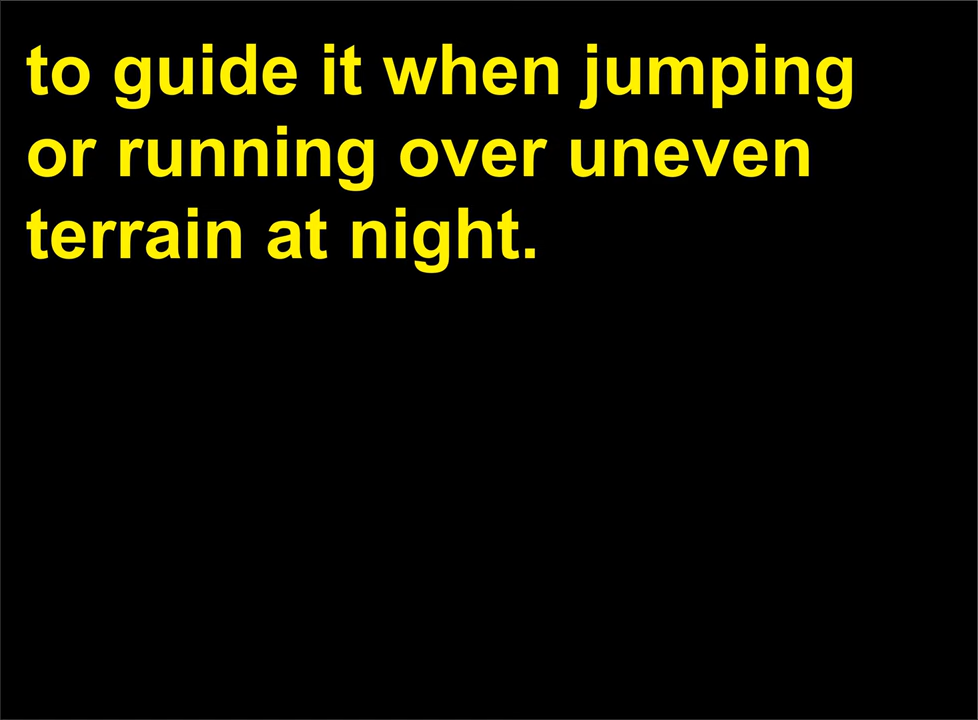 to guide it when jumping
or running over uneven
terrain at night.